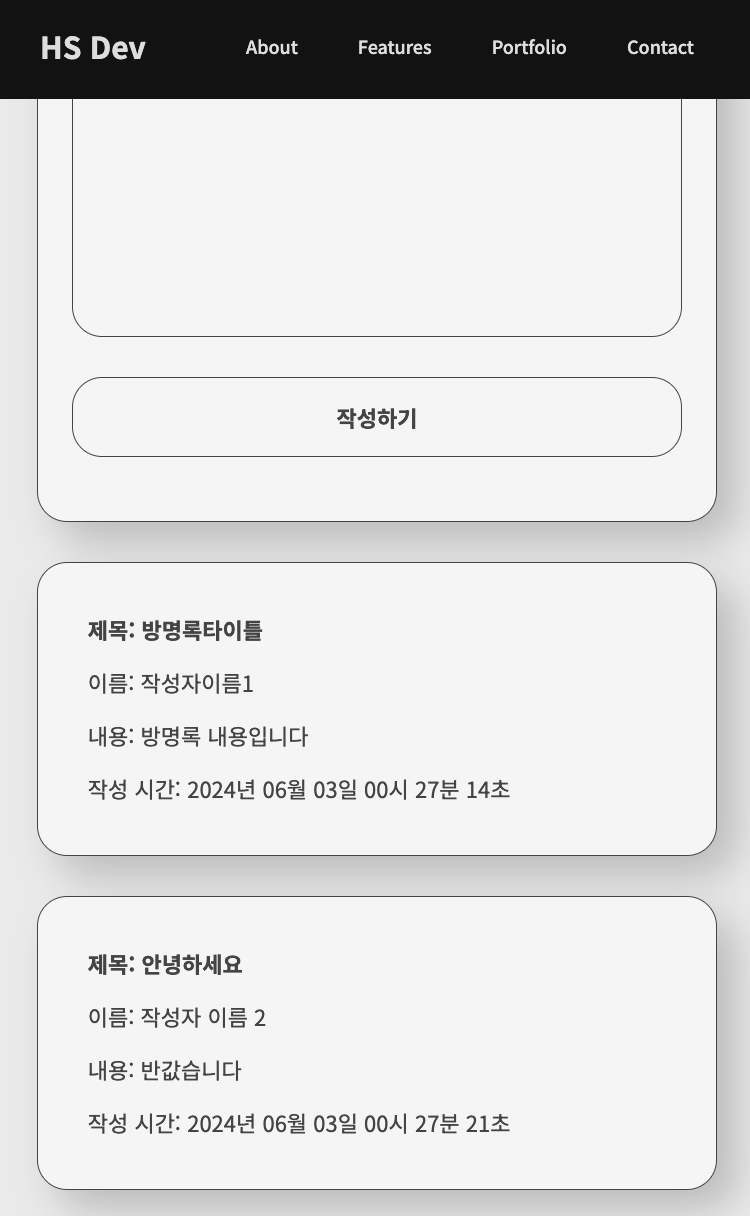 HS Dev About Features Portfolio Contact
작성하기
제목: 방명록타이틀
이름: 작성자이름1
내용: 방명록 내용입니다
작성 시간: 2024년 06월 03일 00시 27분 14초
제목: 안녕하세요
이름: 작성자 이름 2
내용: 반값습니다
작성 시간: 2024년 06월 03일 00시 27분 21초